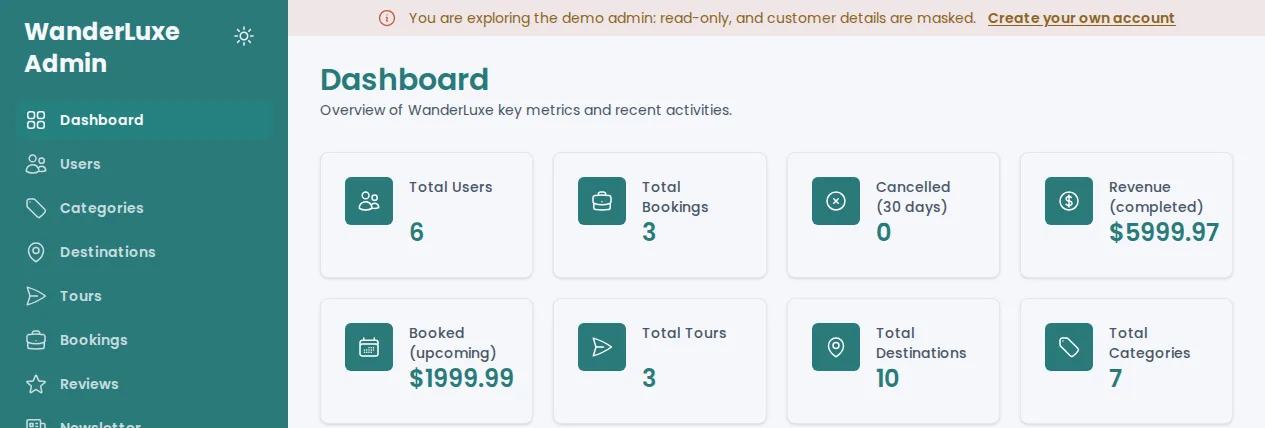 WanderLuxe
Admin
Dashboard
Users
Categories
Destinations
Tours
Bookings
Reviews
Newsletter
You are exploring the demo admin: read-only, and customer details are masked. Create your own account
Dashboard
Overview of WanderLuxe key metrics and recent activities.
Total Users
6
Total
Bookings
3
Cancelled
(30 days)
0
Revenue
(completed)
$5999.97
Booked
(upcoming)
$1999.99
Total Tours
3
Total
Destinations
10
Total
Categories
7